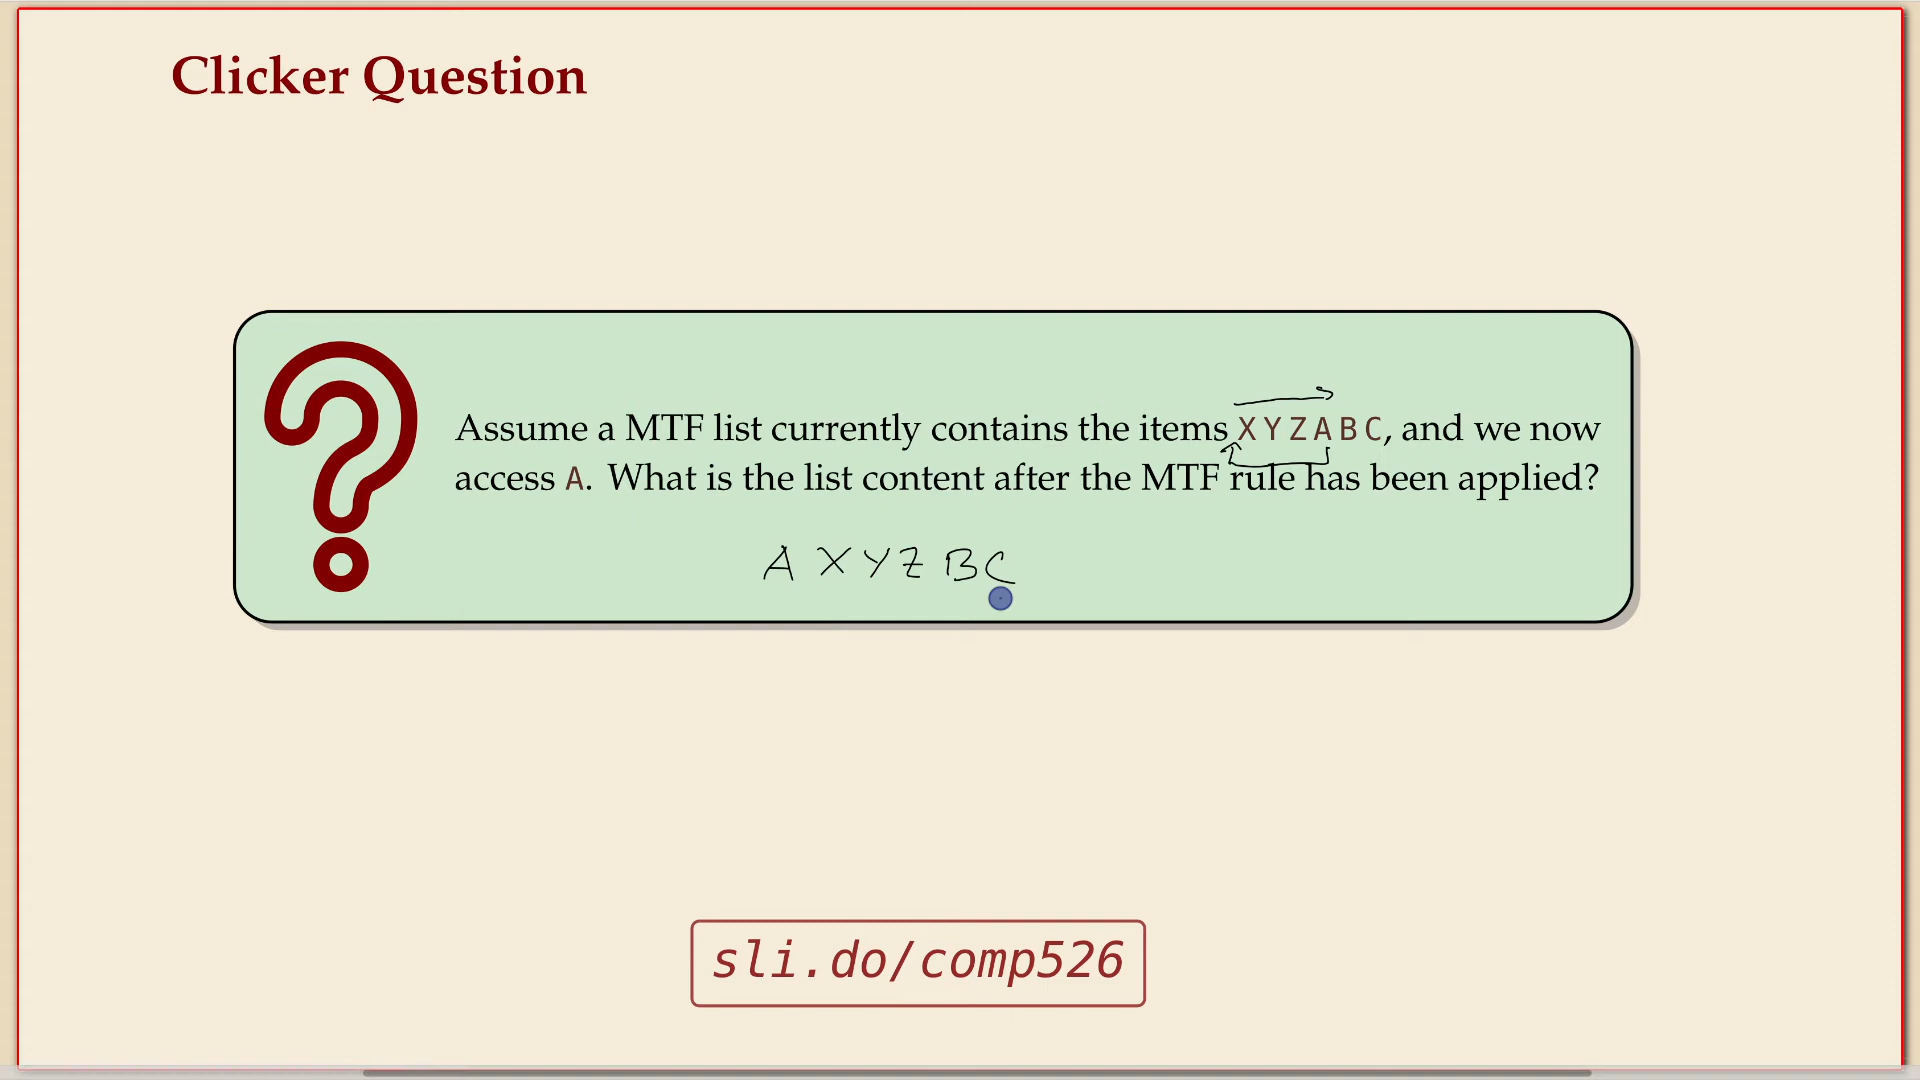 Clicker Question
Assume a MTF list currently contains the items X Y Z A B C, and we now
access A. What is the list content after the MTF rule has been applied?
A X Y Z B C
sli.do/comp526